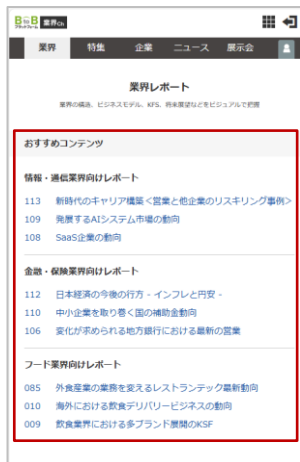 BtoB
プラットフォーム
業界ch
業界 特集 企業 ニュース 展示会
業界レポート
業界の構造、ビジネスモデル、KFS、将来展望などをビジュアルで把握
おすすめコンテンツ
情報・通信業界向けレポート
113 新時代のキャリア構築＜営業と他企業のリスキリング事例＞
109 発展するAIシステム市場の動向
108 SaaS企業の動向
金融・保険業界向けレポート
112 日本経済の今後の行方 - インフレと円安 -
110 中小企業を取り巻く国の補助金動向
106 変化が求められる地方銀行における最新の営業
フード業界向けレポート
085 外食産業の業務を変えるレストランテック最新動向
010 海外における飲食デリバリービジネスの動向
009 飲食業界における多ブランド展開のKSF